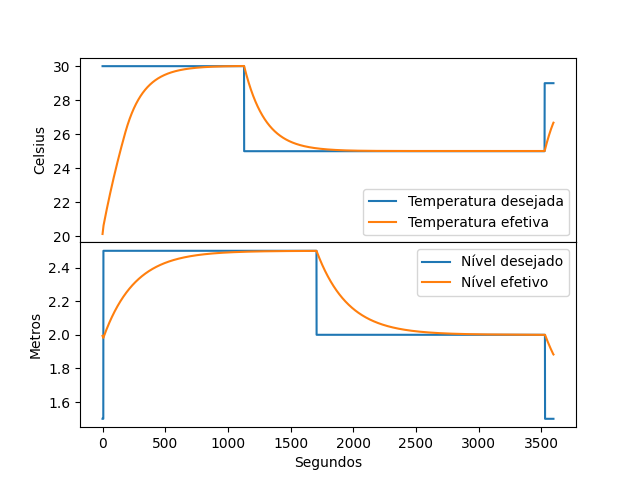 30
28
26
24
22
20
Celsius
Temperatura desejada
Temperatura efetiva
2.4
2.2
2.0
1.8
1.6
Metros
Nível desejado
Nível efetivo
0 500 1000 1500 2000 2500 3000 3500
Segundos